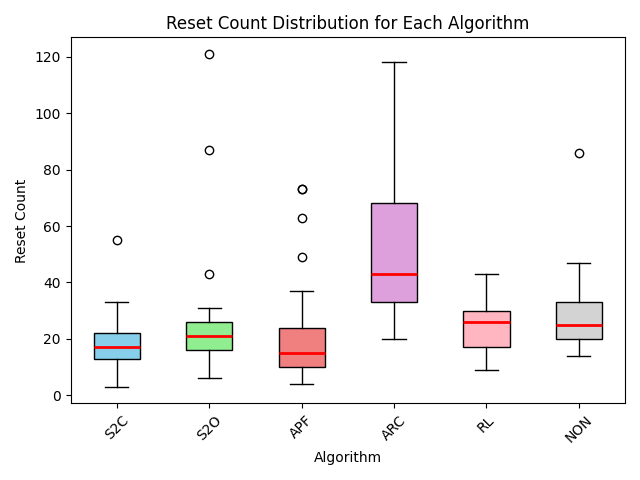 Reset Count Distribution for Each Algorithm
Reset Count
120
100
80
60
40
20
0
S2C
S2O
APF
ARC
RL
NON
Algorithm